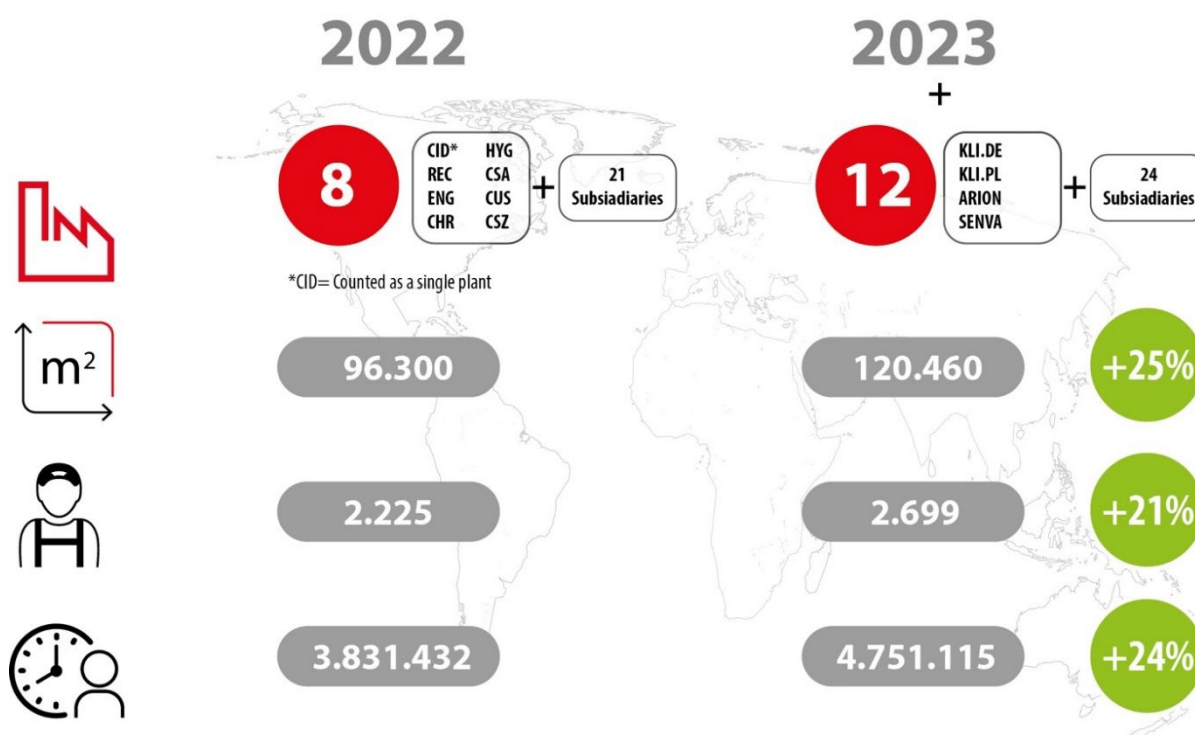 2022
2023
+
8
CID* HYG
REC CSA
ENG CUS
CHR CSZ
+
21
Subsiadiaries
12
KLI.DE
KLI.PL
ARION
SENVA
+
24
Subsiadiaries
*CID= Counted as a single plant
m²
96.300
120.460
+25%
2.225
2.699
+21%
3.831.432
4.751.115
+24%